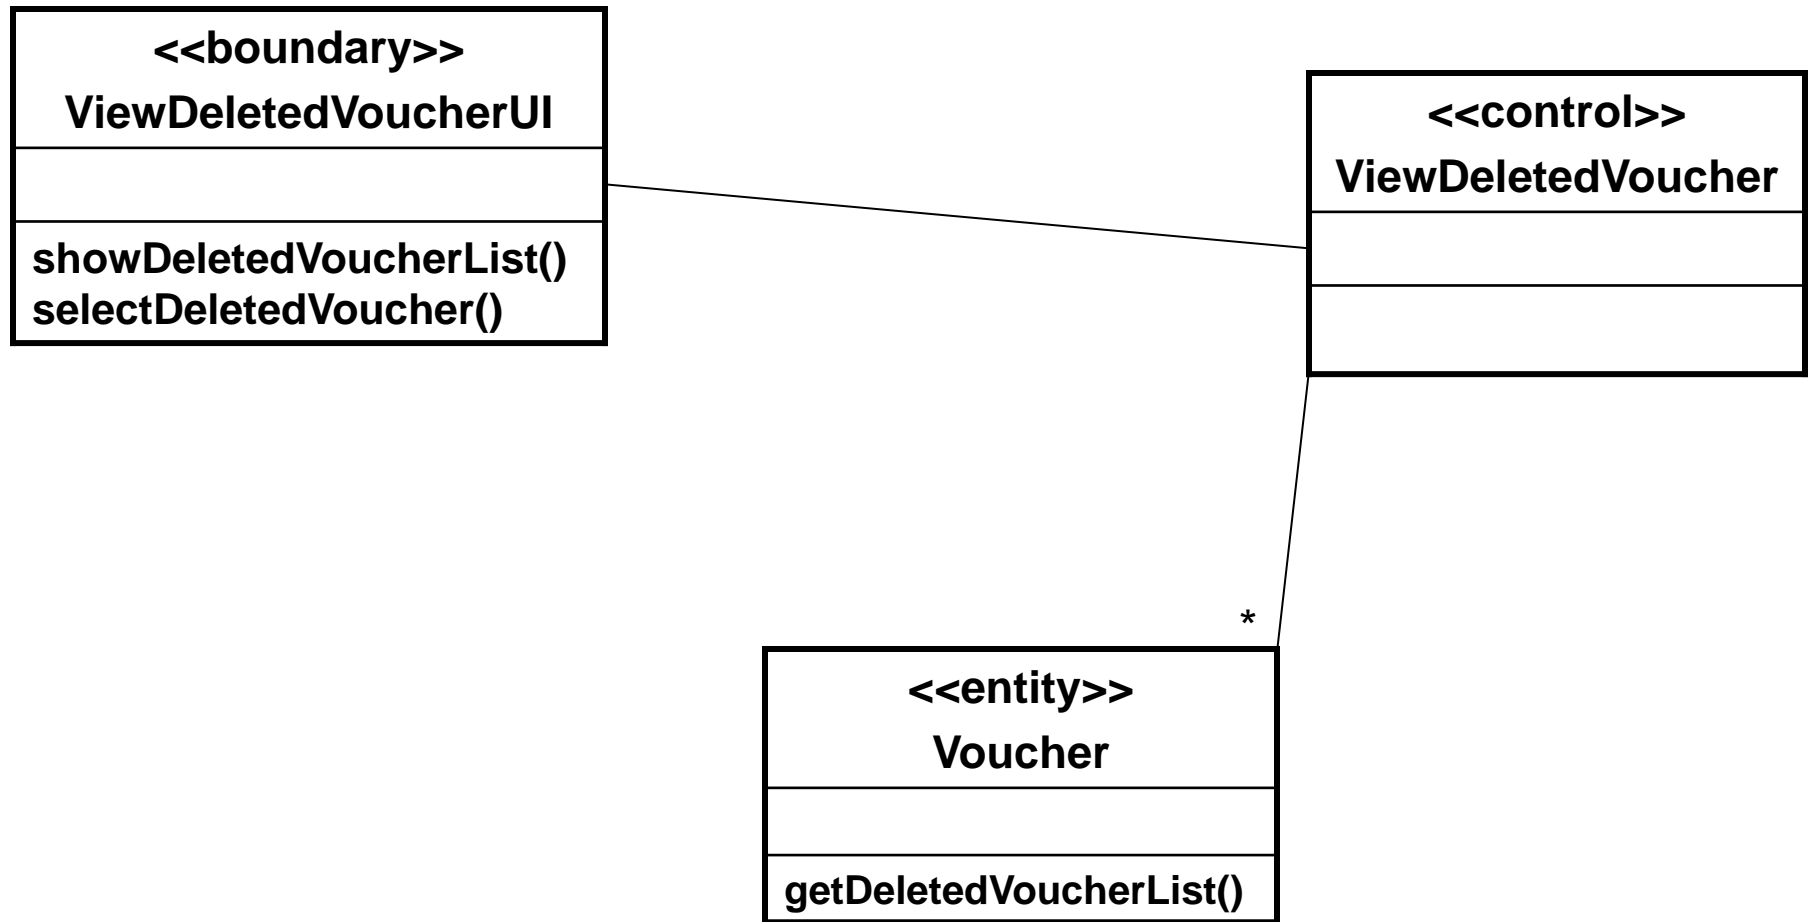 <<boundary>>
ViewDeletedVoucherUI
showDeletedVoucherList()
selectDeletedVoucher()
<<control>>
ViewDeletedVoucher
*
<<entity>>
Voucher
getDeletedVoucherList()